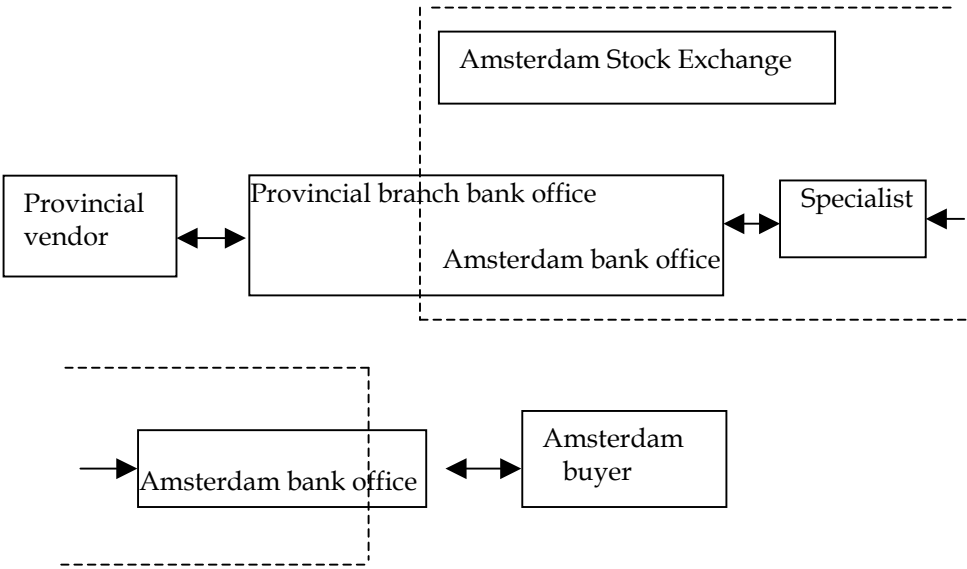 Amsterdam Stock Exchange
Provincial
vendor
Provincial branch bank office
Amsterdam bank office
Specialist
Amsterdam bank office
Amsterdam
buyer